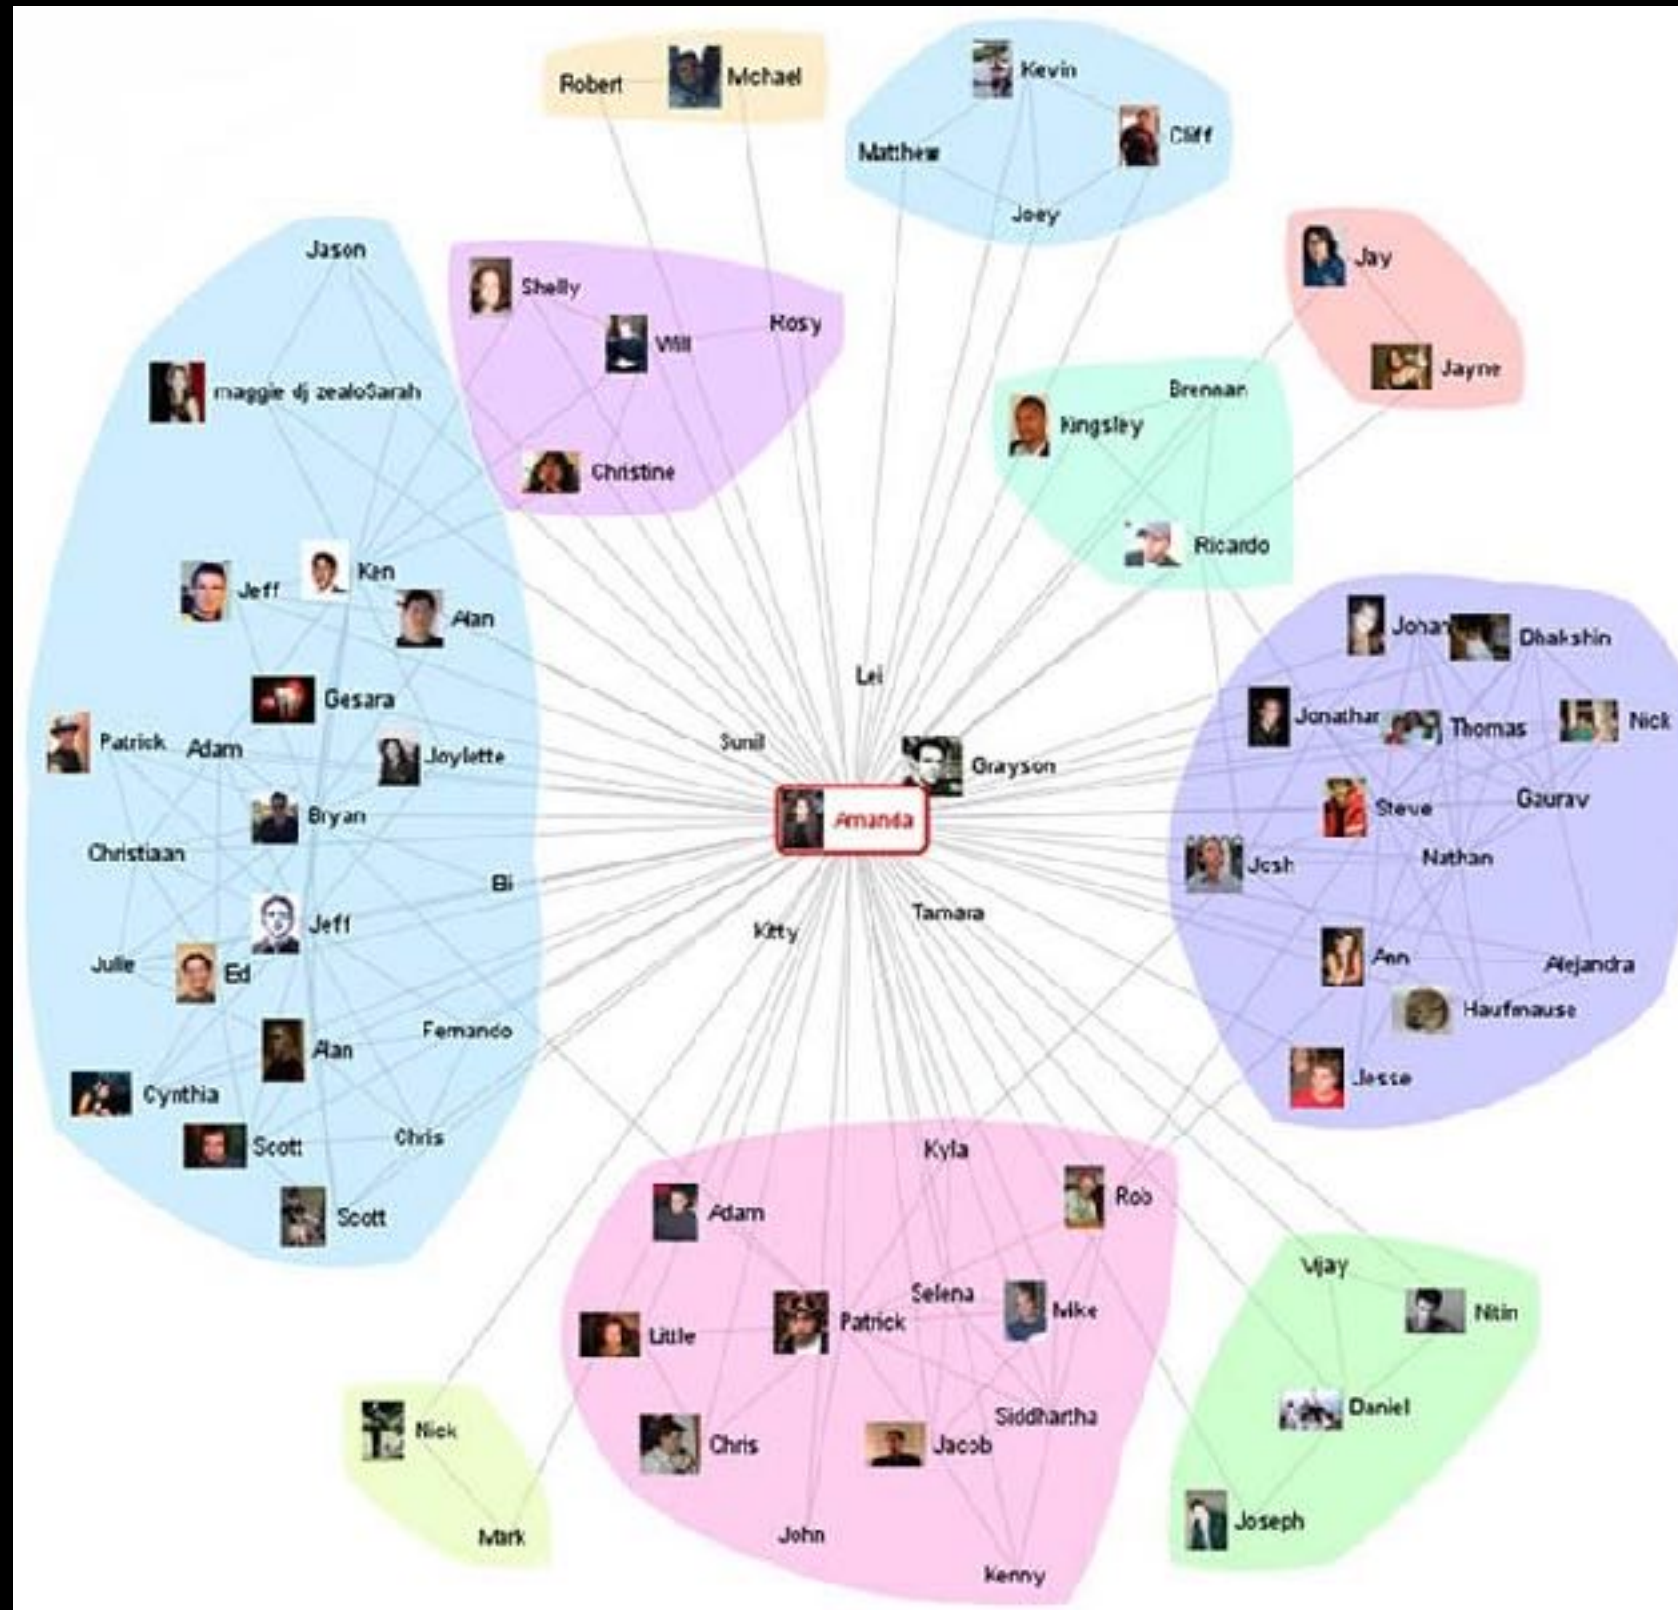 Robert
Michael
Kevin
Cliff
Matthew
Joey
Jason
Shelly
Will
Rosy
Christine
Jay
Jayne
Brennan
Kingsley
Ricardo
maggie dj zealoSarah
Jeff
Ken
Alan
Gesara
Patrick
Adam
Joylette
Bryan
Christiaan
Bi
Jeff
Julie
Ed
Fernando
Alan
Cynthia
Chris
Scott
Scott
Lei
Sunil
Grayson
Amanda
Kitty
Tamara
Johan
Dhakshin
Jonathan
Thomas
Nick
Steve
Gaurav
Josh
Nathan
Ann
Alejandra
Haufmause
Jesse
Kyla
Rob
Adam
Selena
Mike
Little
Patrick
Siddhartha
Chris
Jacob
John
Kenny
Vijay
Nitin
Daniel
Joseph
Nick
Mark